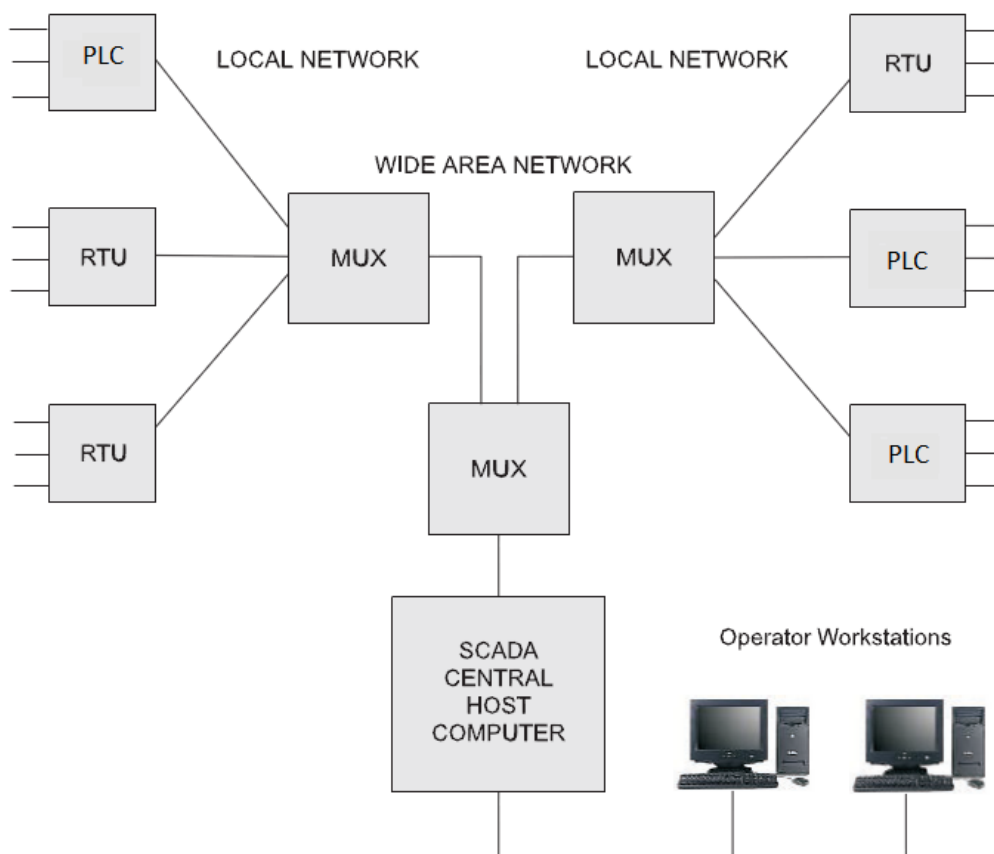 PLC
LOCAL NETWORK
LOCAL NETWORK
RTU
WIDE AREA NETWORK
RTU
MUX
MUX
PLC
RTU
MUX
PLC
SCADA
CENTRAL
HOST
COMPUTER
Operator Workstations